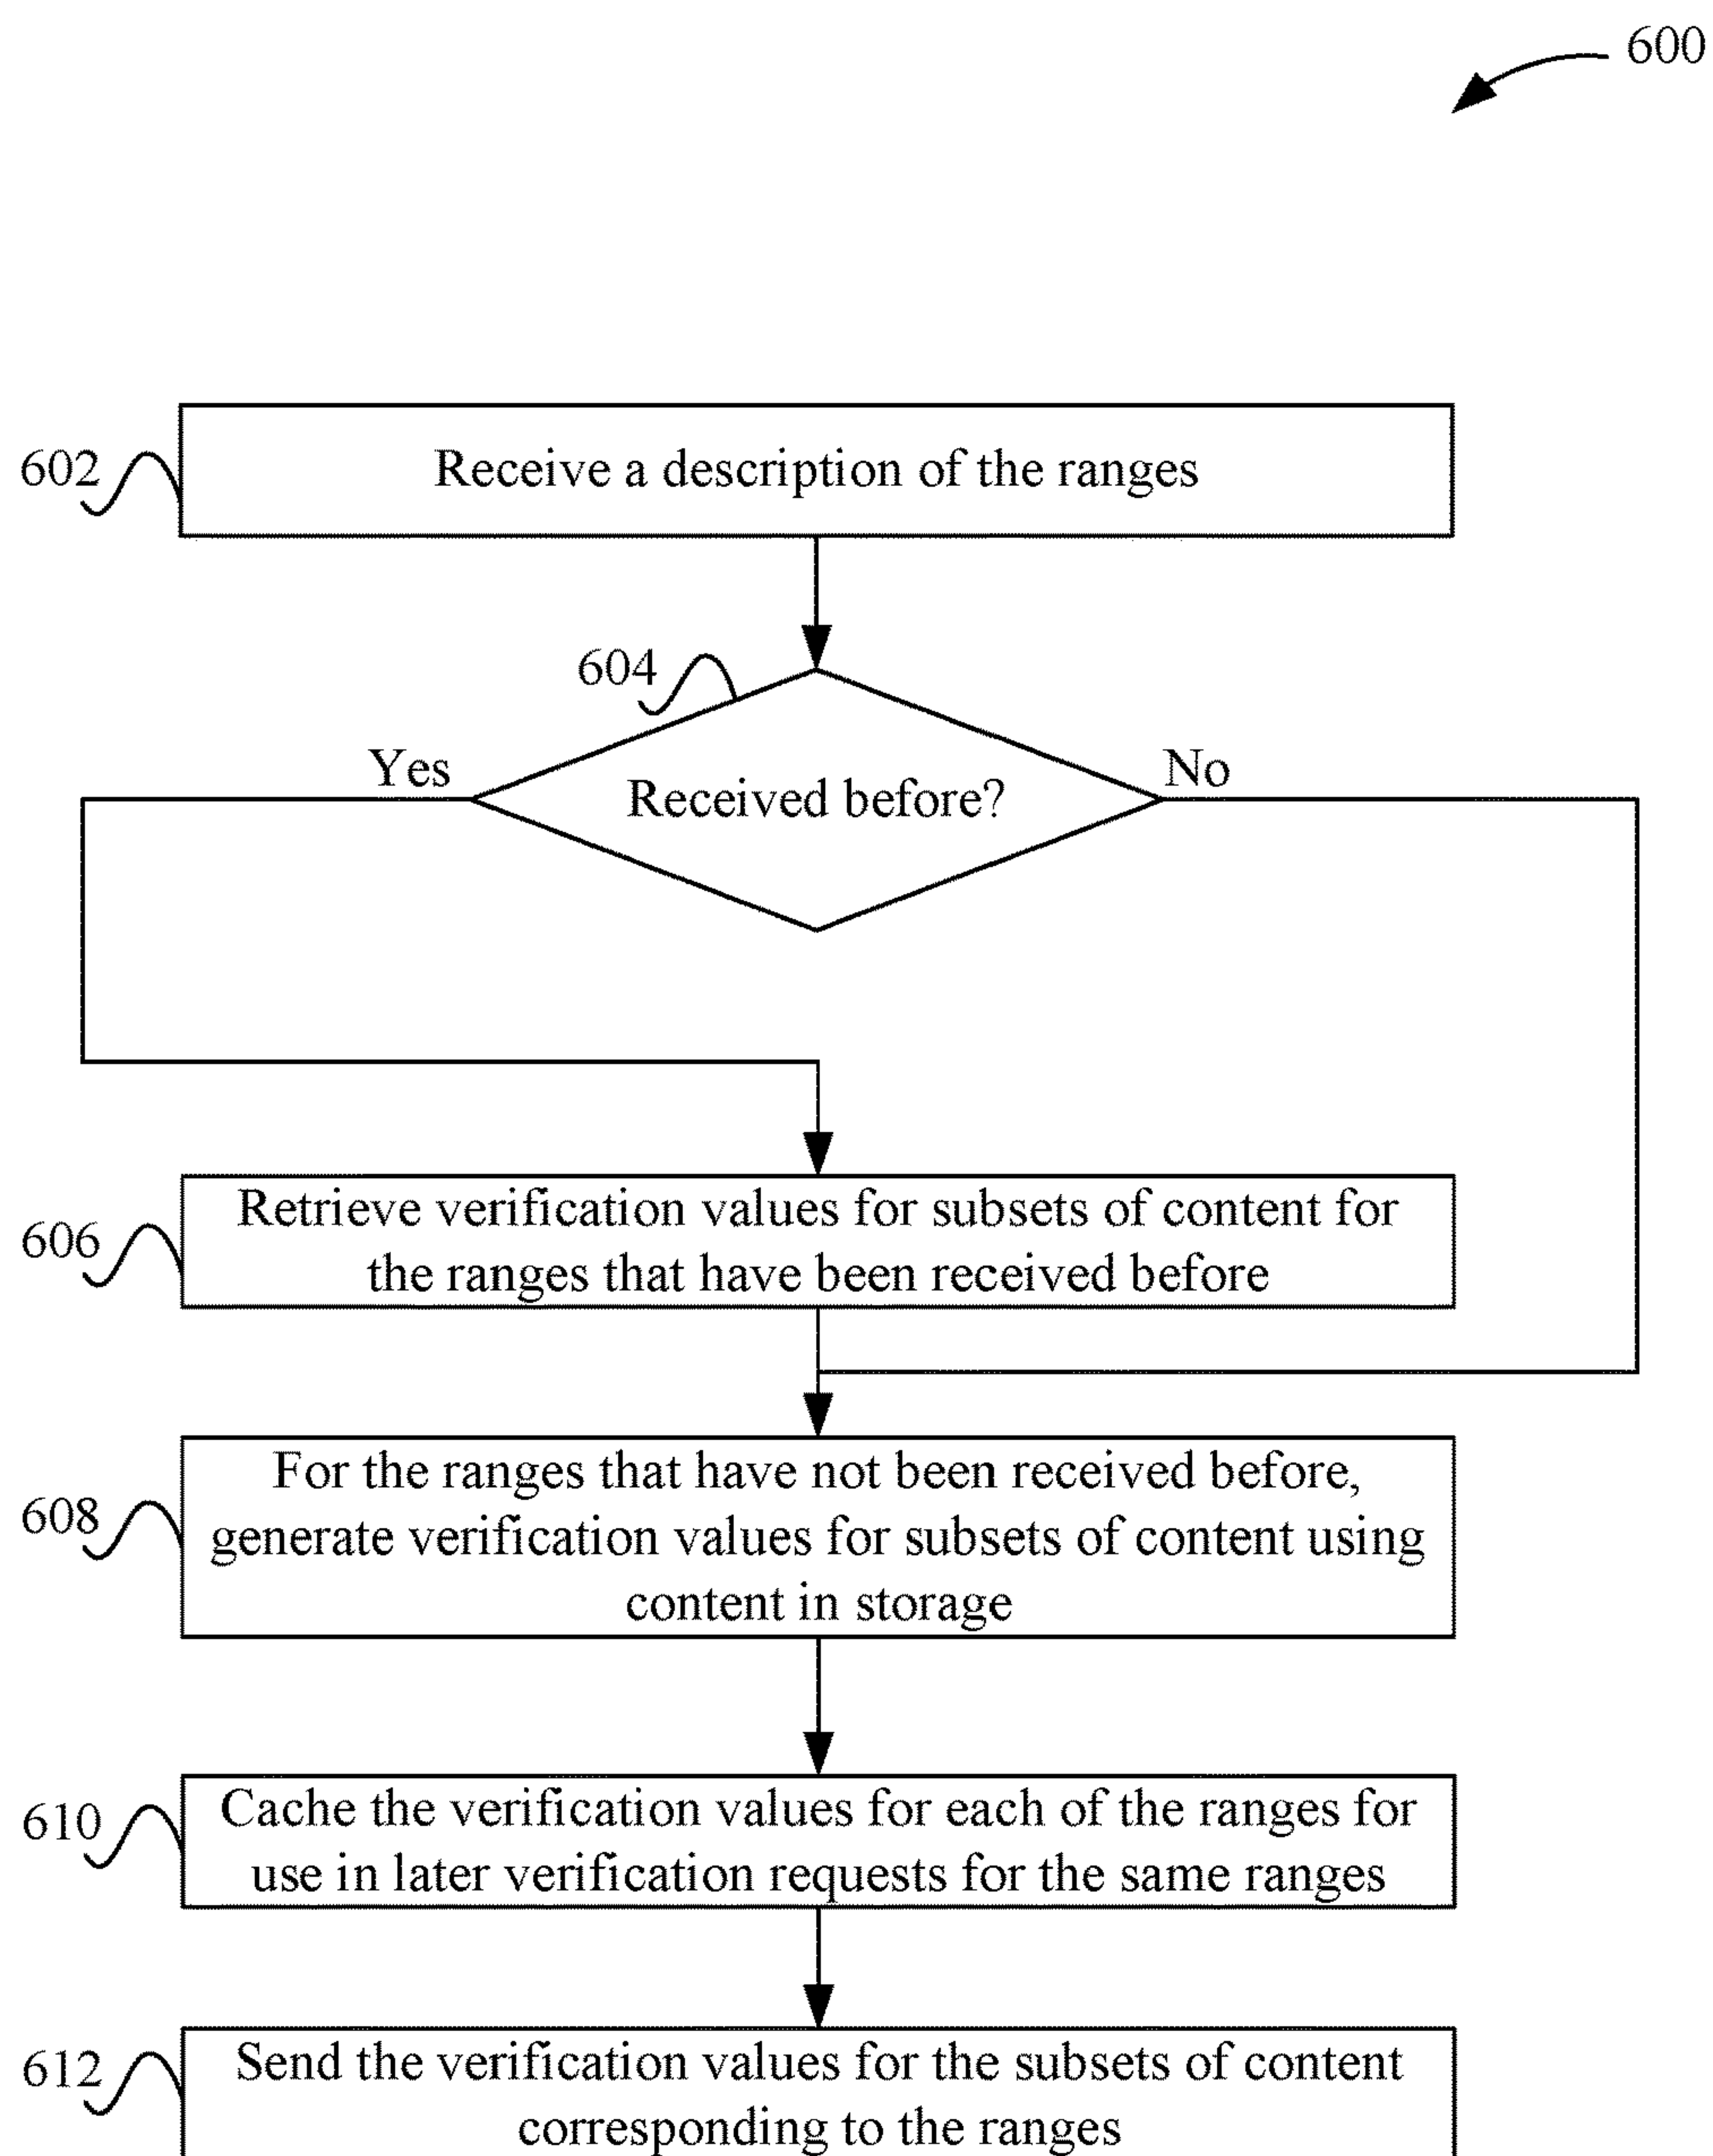 600
602
Receive a description of the ranges
604
Yes
No
Received before?
606
Retrieve verification values for subsets of content for
the ranges that have been received before
608
For the ranges that have not been received before,
generate verification values for subsets of content using
content in storage
610
Cache the verification values for each of the ranges for
use in later verification requests for the same ranges
612
Send the verification values for the subsets of content
corresponding to the ranges